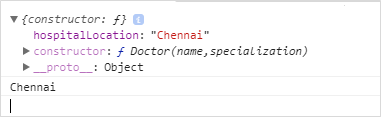 ▼ {constructor: ƒ} i
hospitalLocation: "Chennai"
▶ constructor: ƒ Doctor(name,specialization)
▶ __proto__: Object
Chennai